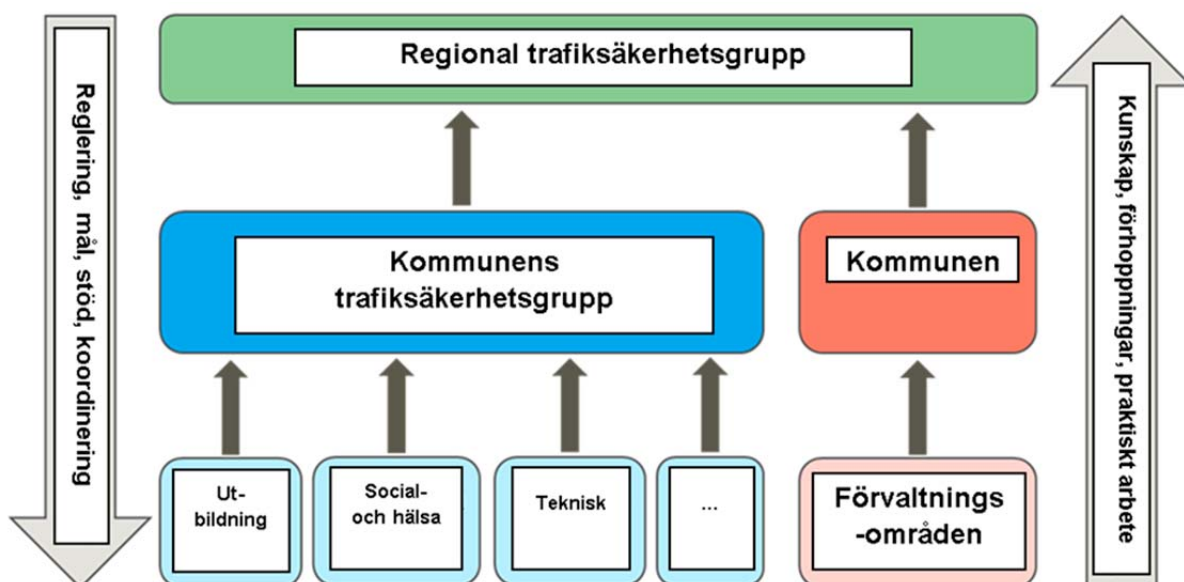 Regional trafiksäkerhetsgrupp
Reglering, mål, stöd, koordinering
Kunskap, förhoppningar, praktiskt arbete
Kommunens
trafiksäkerhetsgrupp
Kommunen
Ut-
bildning
Social-
och hälsa
Teknisk
...
Förvaltnings
-områden